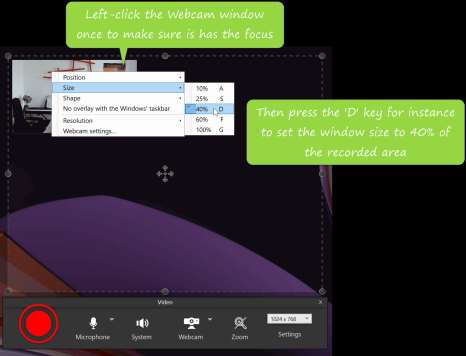 Left-click the Webcam window
once to make sure is has the focus
Position
Size
10% A
Shape
25% S
No overlay with the Windows' taskbar
40% D
Resolution
60% F
Webcam settings...
100% G
Then press the 'D' key for instance
to set the window size to 40% of
the recorded area
Video
x
1024 x 768
Microphone
System
Webcam
Zoom
Settings